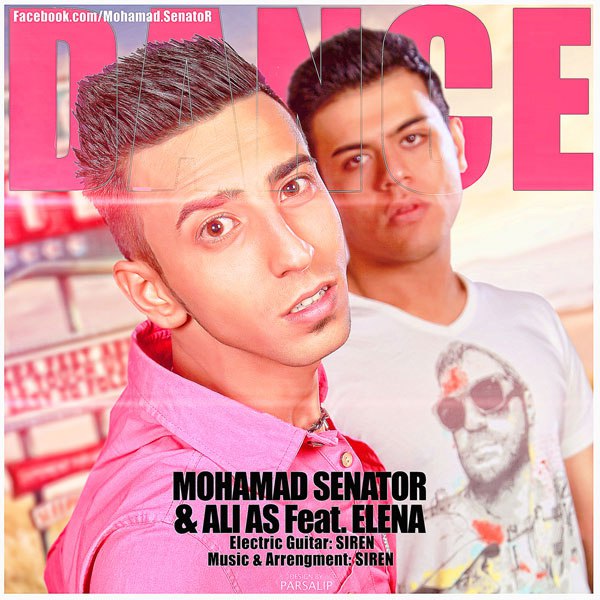 Facebook.com/Mohamad.SenatoR
DANCE
MOHAMAD SENATOR
& ALI AS Feat. ELENA
Electric Guitar: SIREN
Music & Arrengment: SIREN
PARSALIP